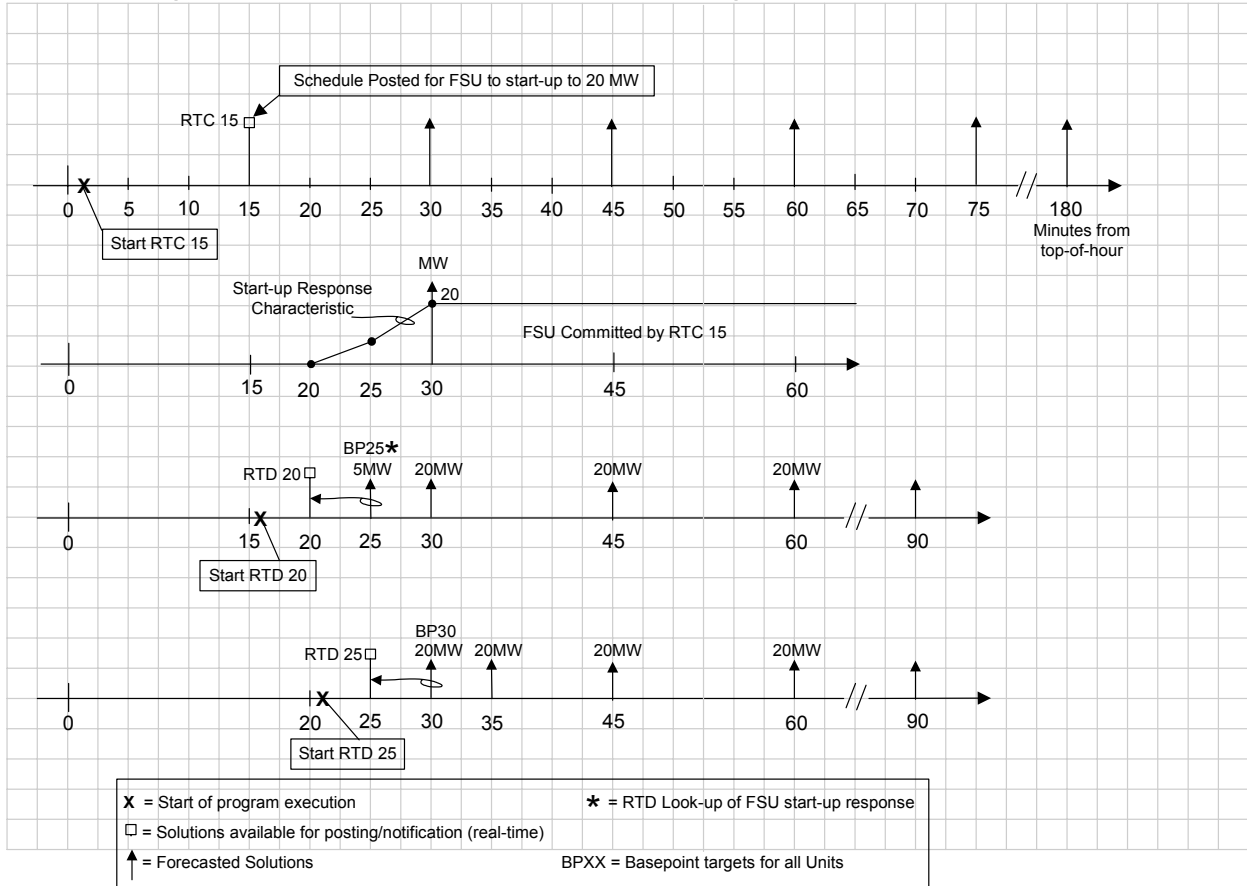 Schedule Posted for FSU to start-up to 20 MW
RTC 15
0 5 10 15 20 25 30 35 40 45 50 55 60 65 70 75 180
X
Start RTC 15
Minutes from
top-of-hour
MW
Start-up Response
Characteristic
20
FSU Committed by RTC 15
0 15 20 25 30 45 60
BP25*
RTD 20 5MW 20MW 20MW 20MW
X
0 15 20 25 30 45 60 90
Start RTD 20
BP30
RTD 25 20MW 20MW 20MW 20MW
X
0 20 25 30 35 45 60 90
Start RTD 25
X = Start of program execution * = RTD Look-up of FSU start-up response
= Solutions available for posting/notification (real-time)
= Forecasted Solutions BPXX = Basepoint targets for all Units